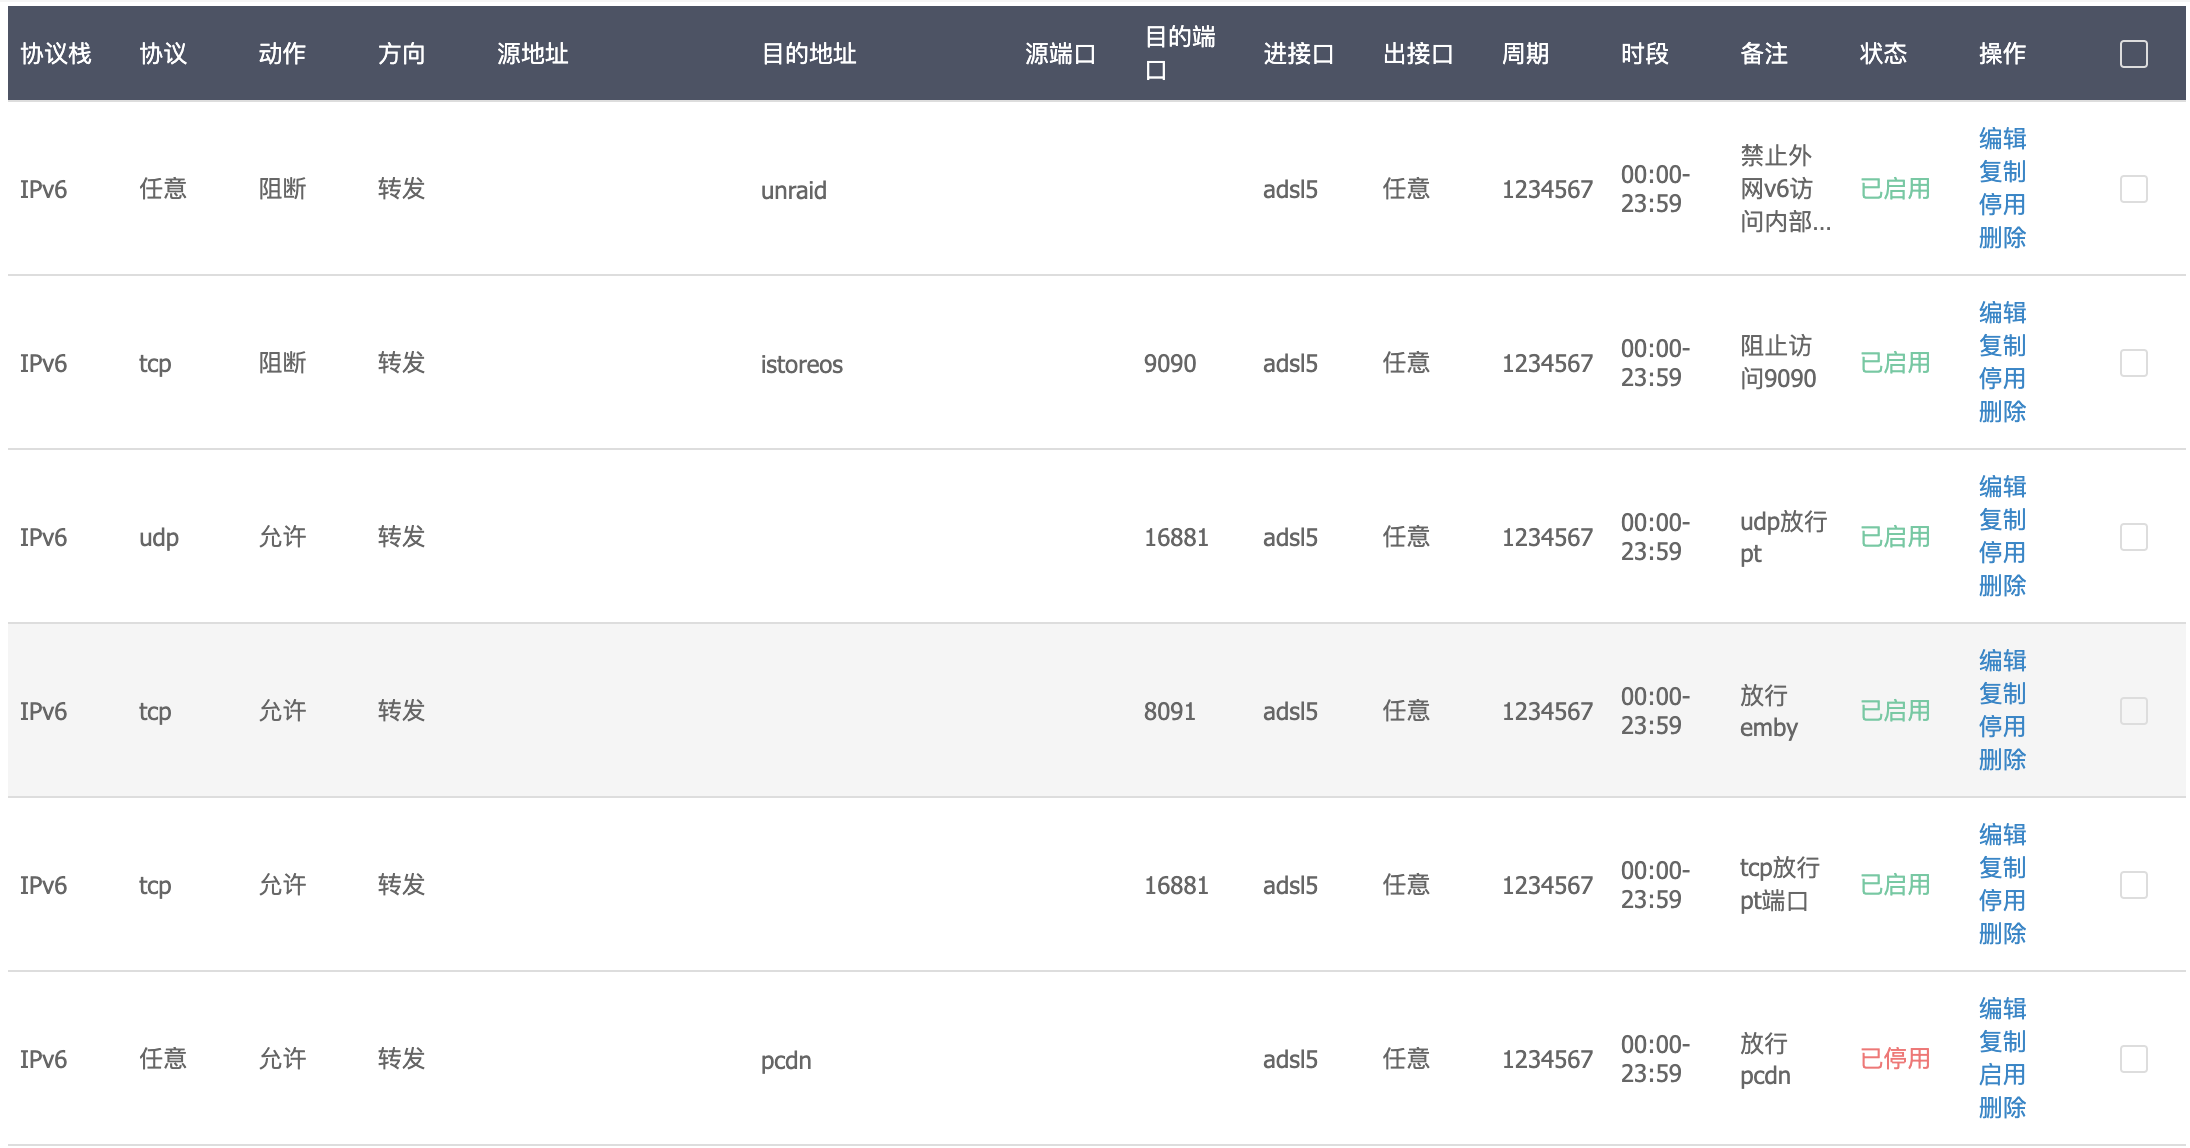 协议栈 协议 动作 方向 源地址 目的地址 源端口 目的端口 进接口 出接口 周期 时段 备注 状态 操作
IPv6 任意 阻断 转发 unraid adsl5 任意 1234567 00:00-23:59 禁止外网v6访问内部... 已启用 编辑 复制 停用 删除
IPv6 tcp 阻断 转发 istoreos 9090 adsl5 任意 1234567 00:00-23:59 阻止访问9090 已启用 编辑 复制 停用 删除
IPv6 udp 允许 转发 16881 adsl5 任意 1234567 00:00-23:59 udp放行pt 已启用 编辑 复制 停用 删除
IPv6 tcp 允许 转发 8091 adsl5 任意 1234567 00:00-23:59 放行emby 已启用 编辑 复制 停用 删除
IPv6 tcp 允许 转发 16881 adsl5 任意 1234567 00:00-23:59 tcp放行pt端口 已启用 编辑 复制 停用 删除
IPv6 任意 允许 转发 pcdn adsl5 任意 1234567 00:00-23:59 放行pcdn 已停用 编辑 复制 启用 删除